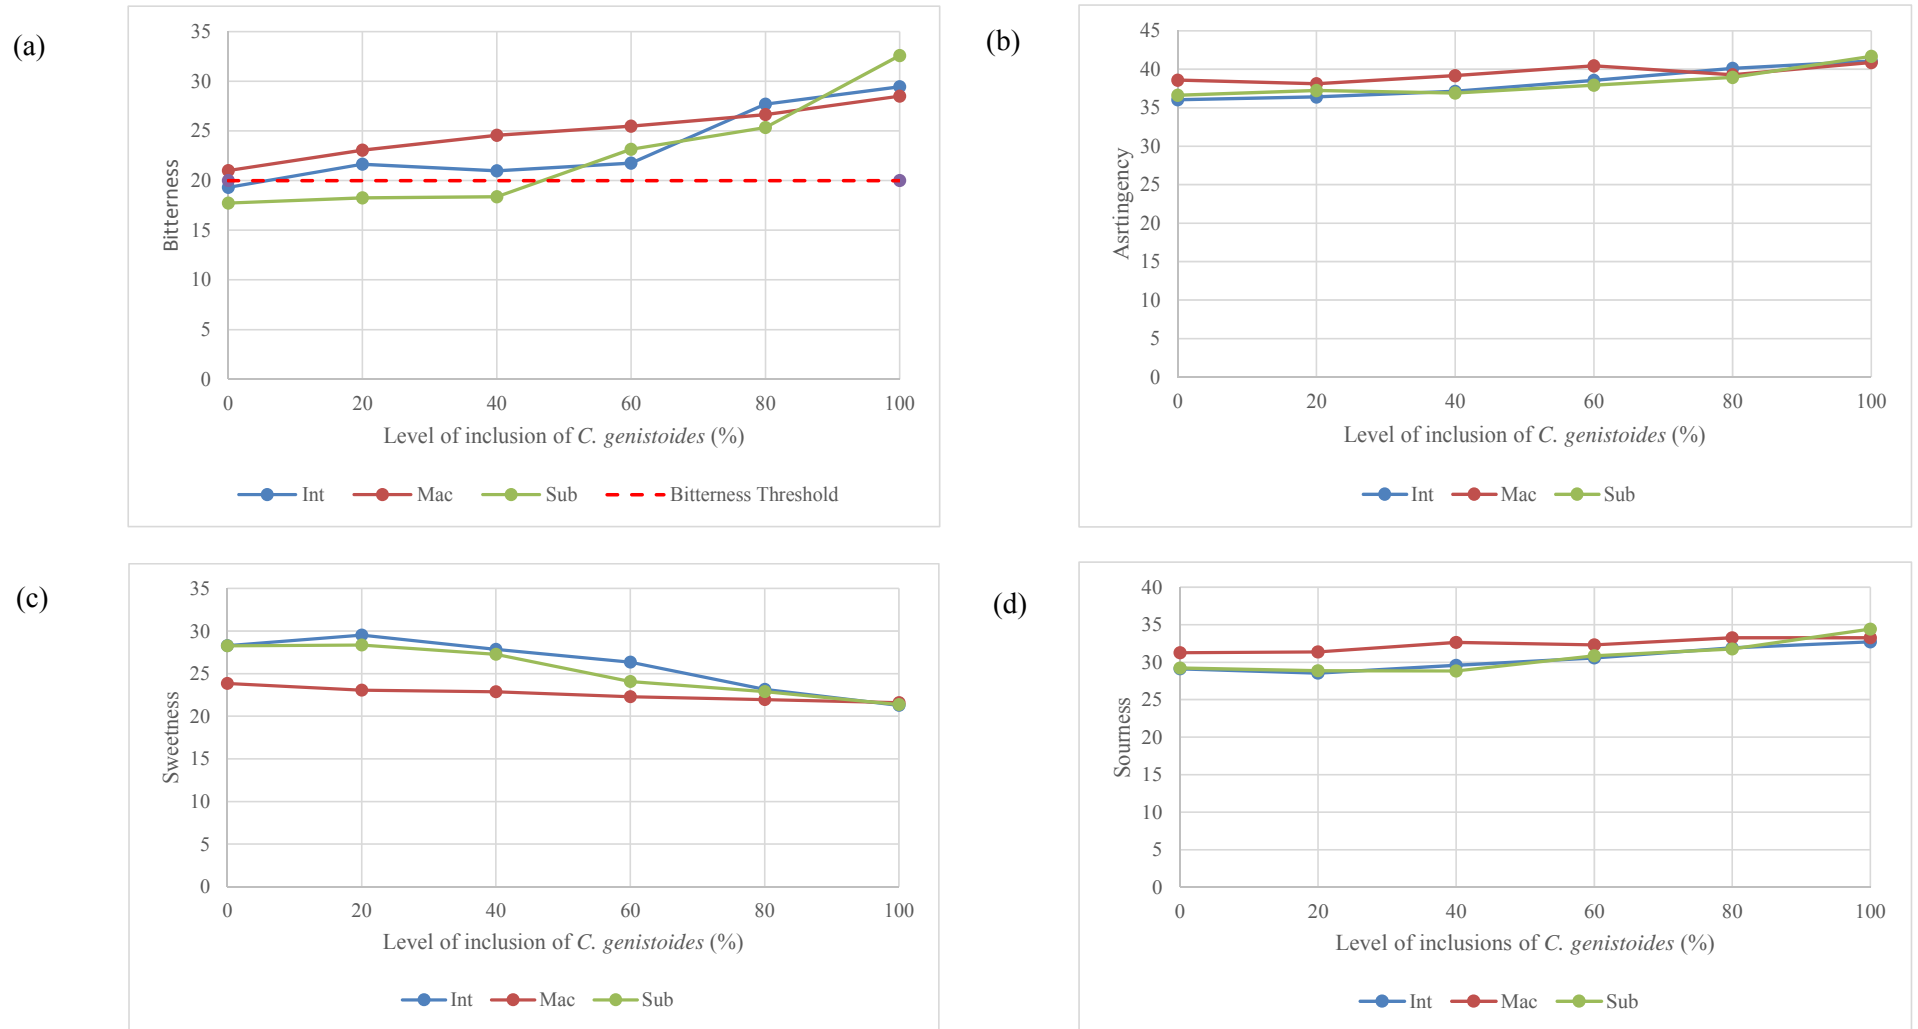 (a)
35
30
25
20
15
10
5
0
Bitterness
0 20 40 60 80 100
Level of inclusion of C. genistoides (%)
Int Mac Sub Bitterness Threshold
(b)
45
40
35
30
25
20
15
10
5
0
Asrtingency
0 20 40 60 80 100
Level of inclusion of C. genistoides (%)
Int Mac Sub
(c)
35
30
25
20
15
10
5
0
Sweetness
0 20 40 60 80 100
Level of inclusion of C. genistoides (%)
Int Mac Sub
(d)
40
35
30
25
20
15
10
5
0
Sourness
0 20 40 60 80 100
Level of inclusions of C. genistoides (%)
Int Mac Sub